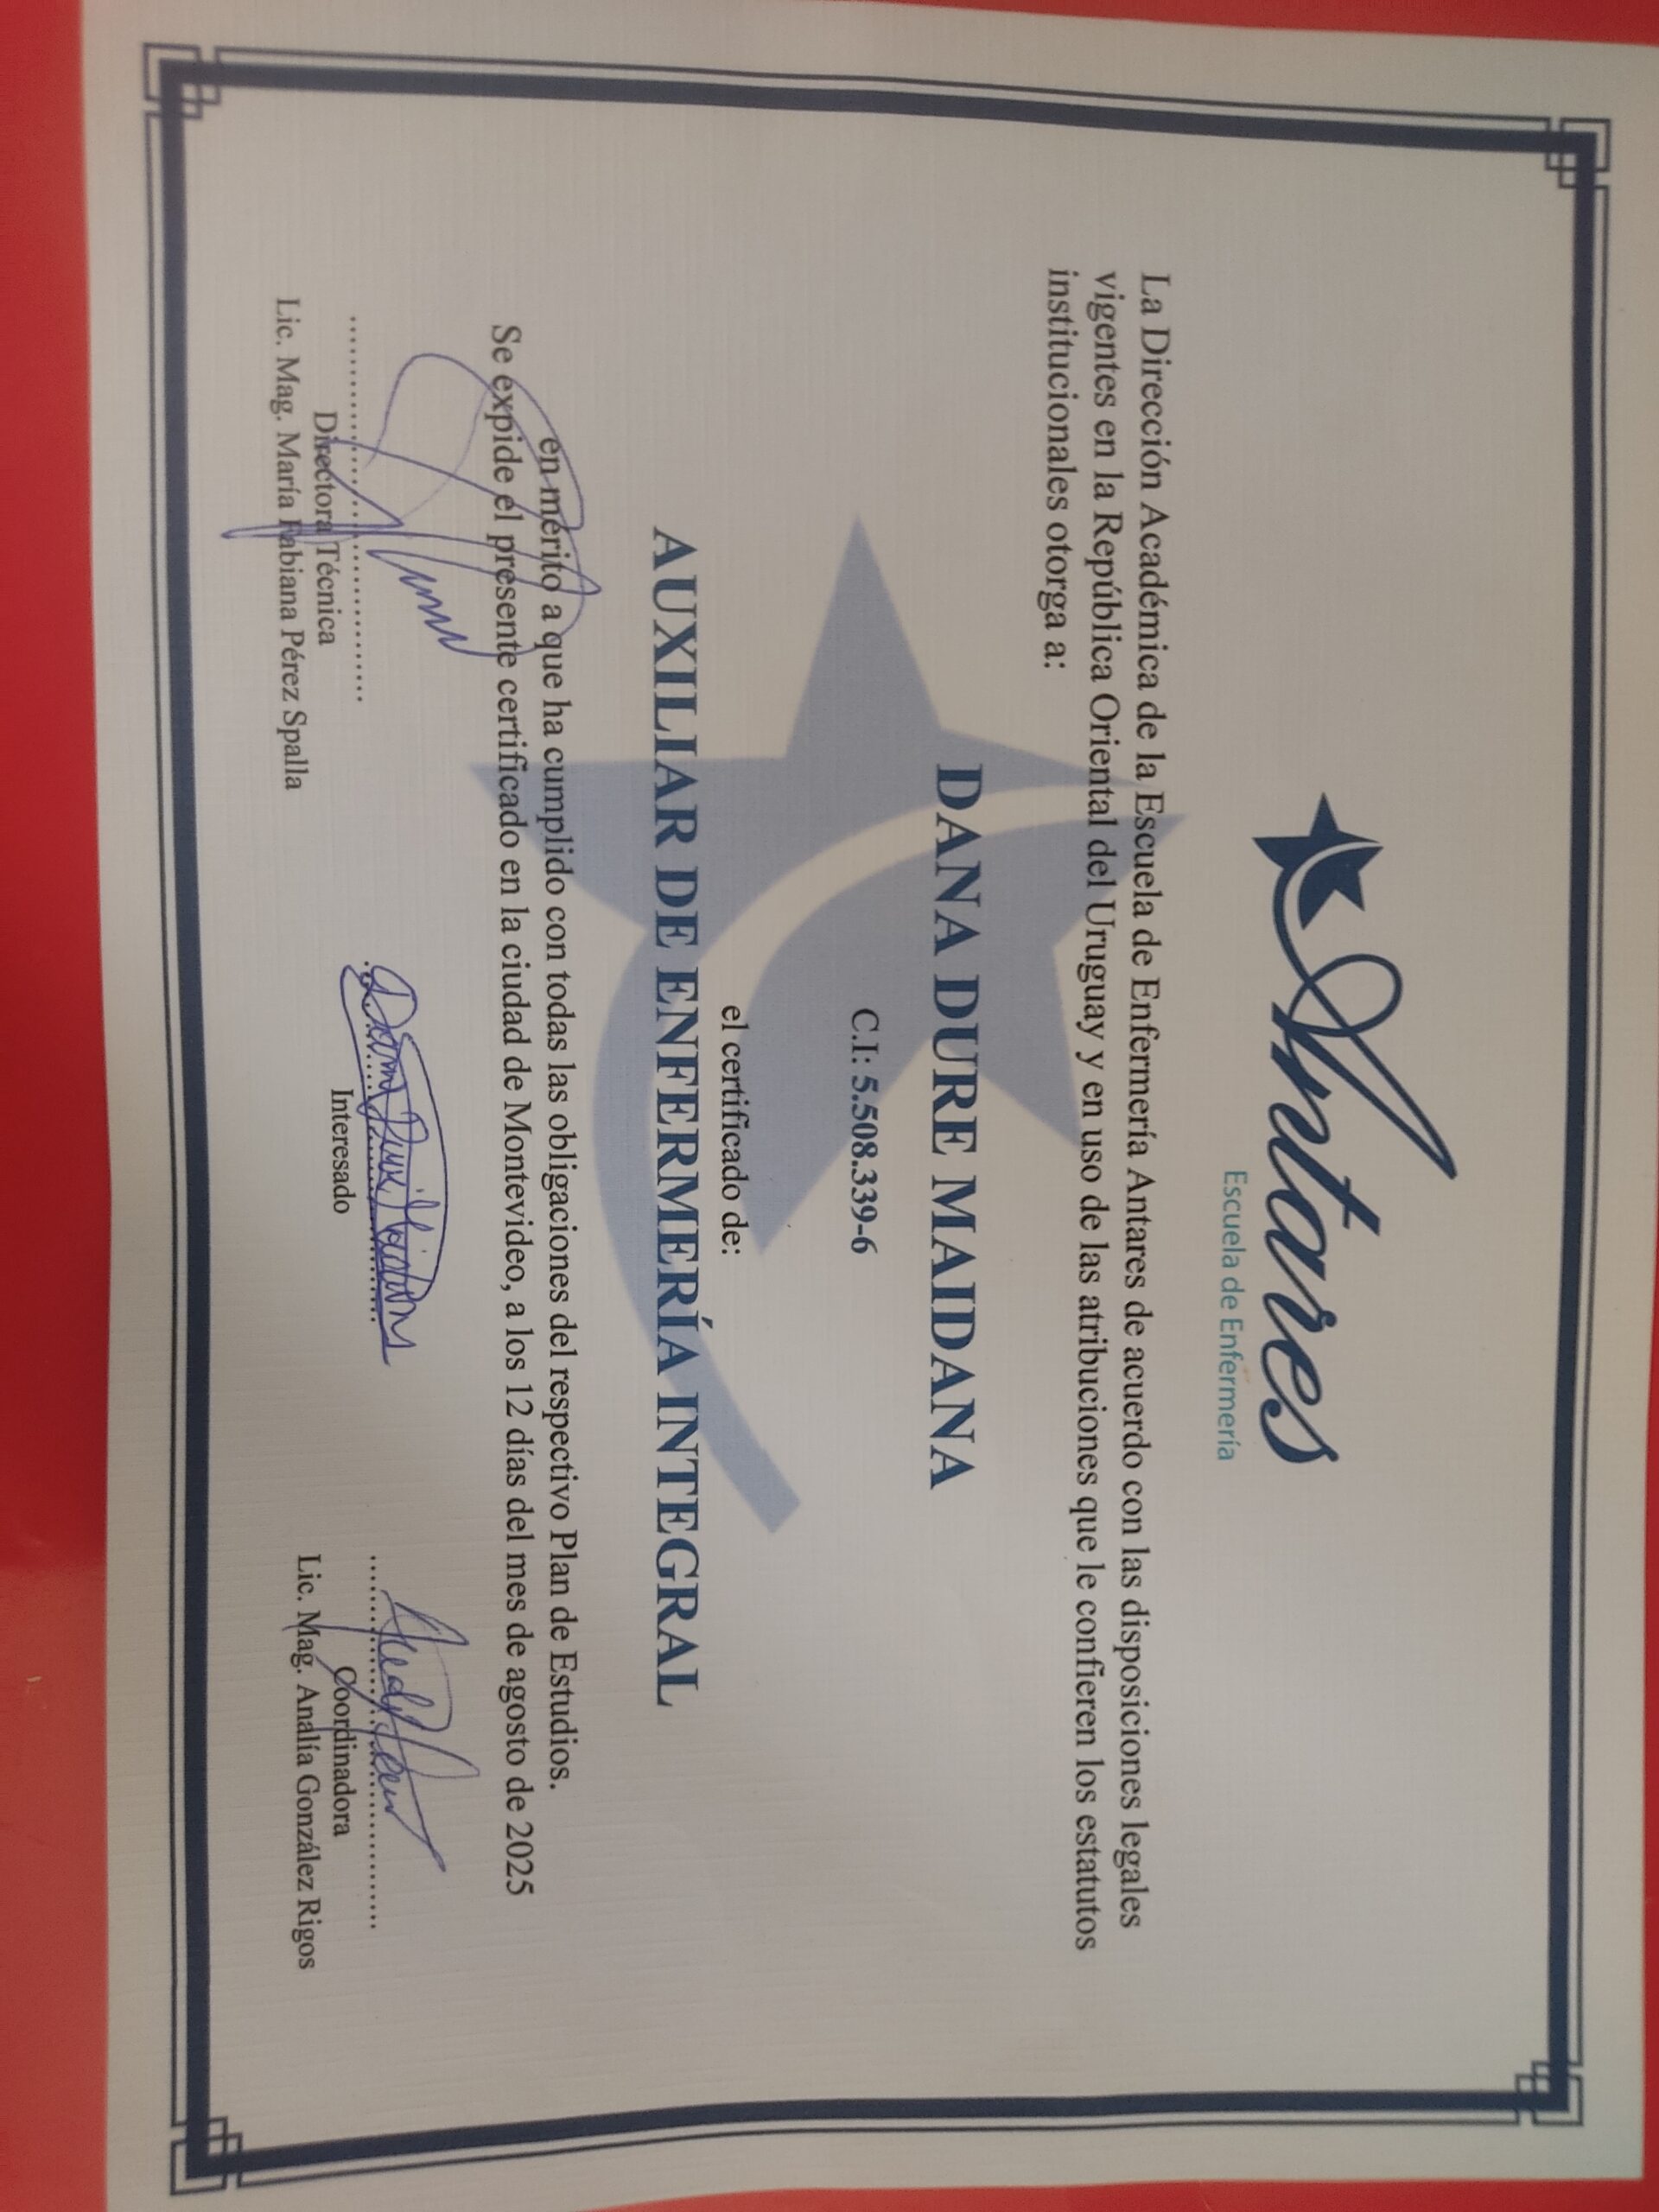 Antares
Escuela de Enfermería
La Dirección Académica de la Escuela de Enfermería Antares de acuerdo con las disposiciones legales
vigentes en la República Oriental del Uruguay y en uso de las atribuciones que le confieren los estatutos
institucionales otorga a:
DANA DURE MAIDANA
C.I: 5.508.339-6
el certificado de:
AUXILIAR DE ENFERMERÍA INTEGRAL
en mérito a que ha cumplido con todas las obligaciones del respectivo Plan de Estudios.
Se expide el presente certificado en la ciudad de Montevideo, a los 12 días del mes de agosto de 2025
Directora Técnica
Lic. Mag. María Fabiana Pérez Spalla
Interesado
Coordinadora
Lic. Mag. Analía González Rigos